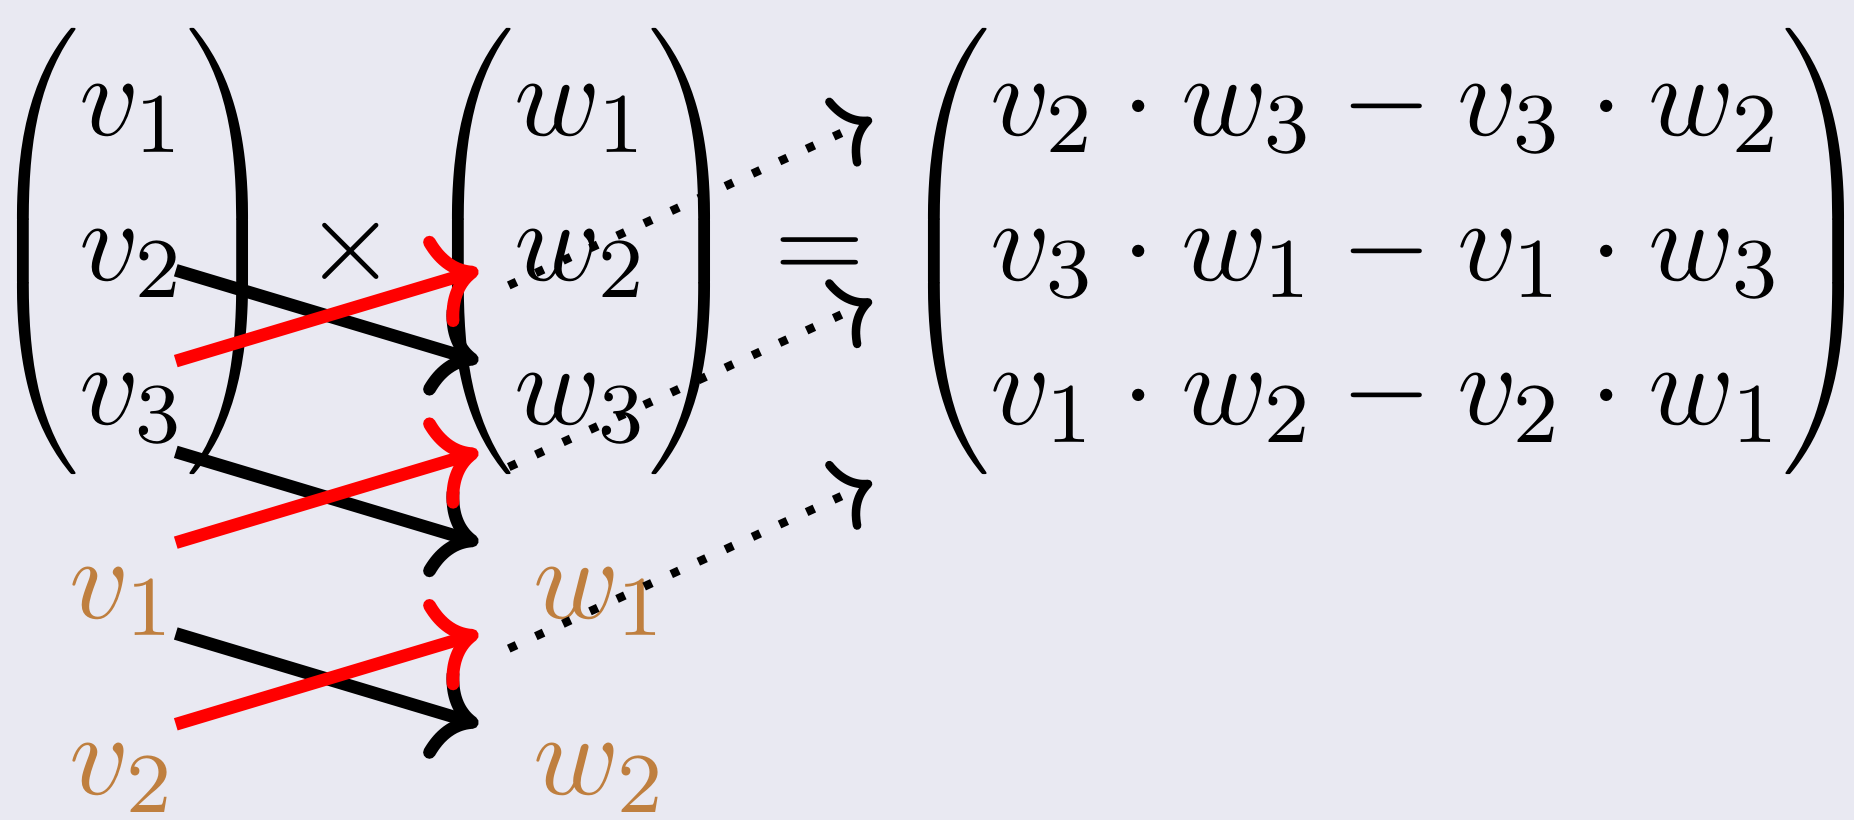 v₁ w₁ v₂ · w₃ − v₃ · w₂
v₂ × w₂ = v₃ · w₁ − v₁ · w₃
v₃ w₃ v₁ · w₂ − v₂ · w₁
v₁ w₁
v₂ w₂